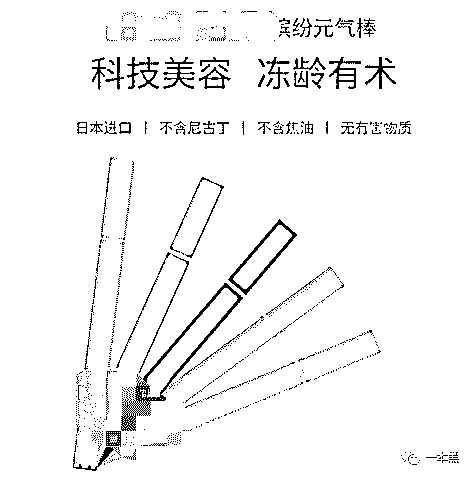 缤纷元气棒
科技美容 冻龄有术
日本进口 | 不含尼古丁 | 不含焦油 | 无有害物质
一本黑